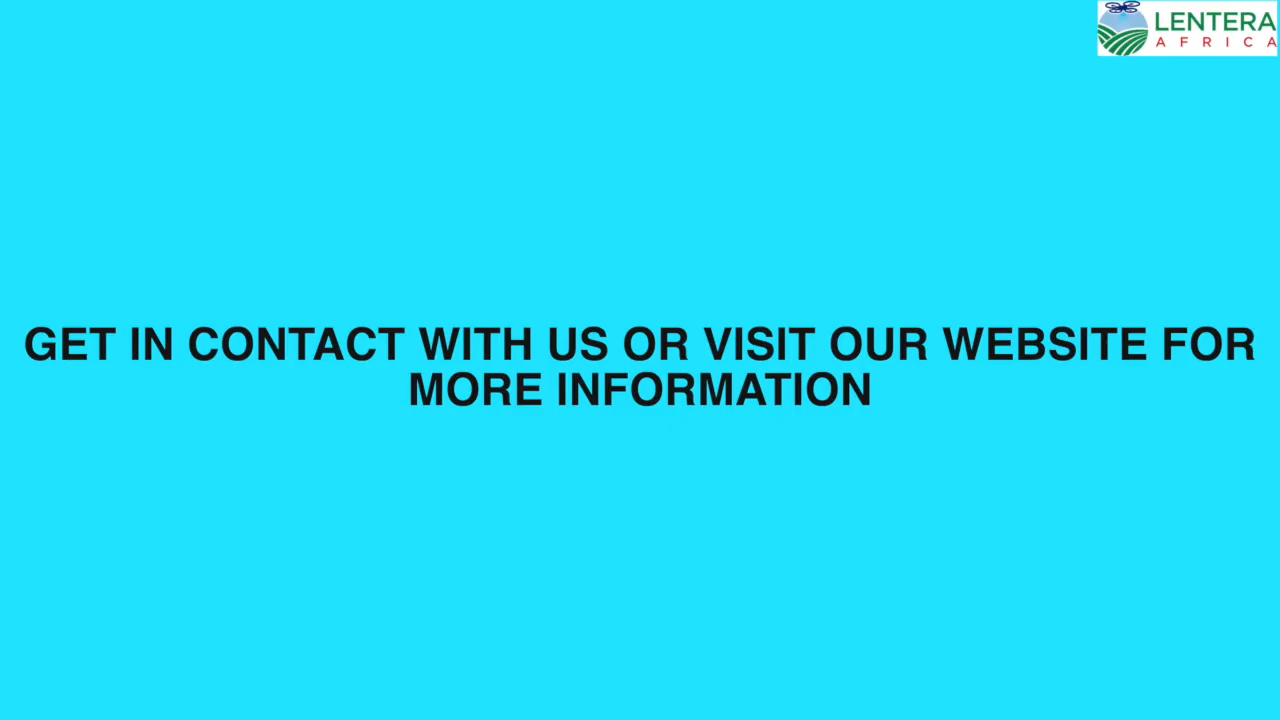 LENTERA
AFRICA
GET IN CONTACT WITH US OR VISIT OUR WEBSITE FOR
MORE INFORMATION